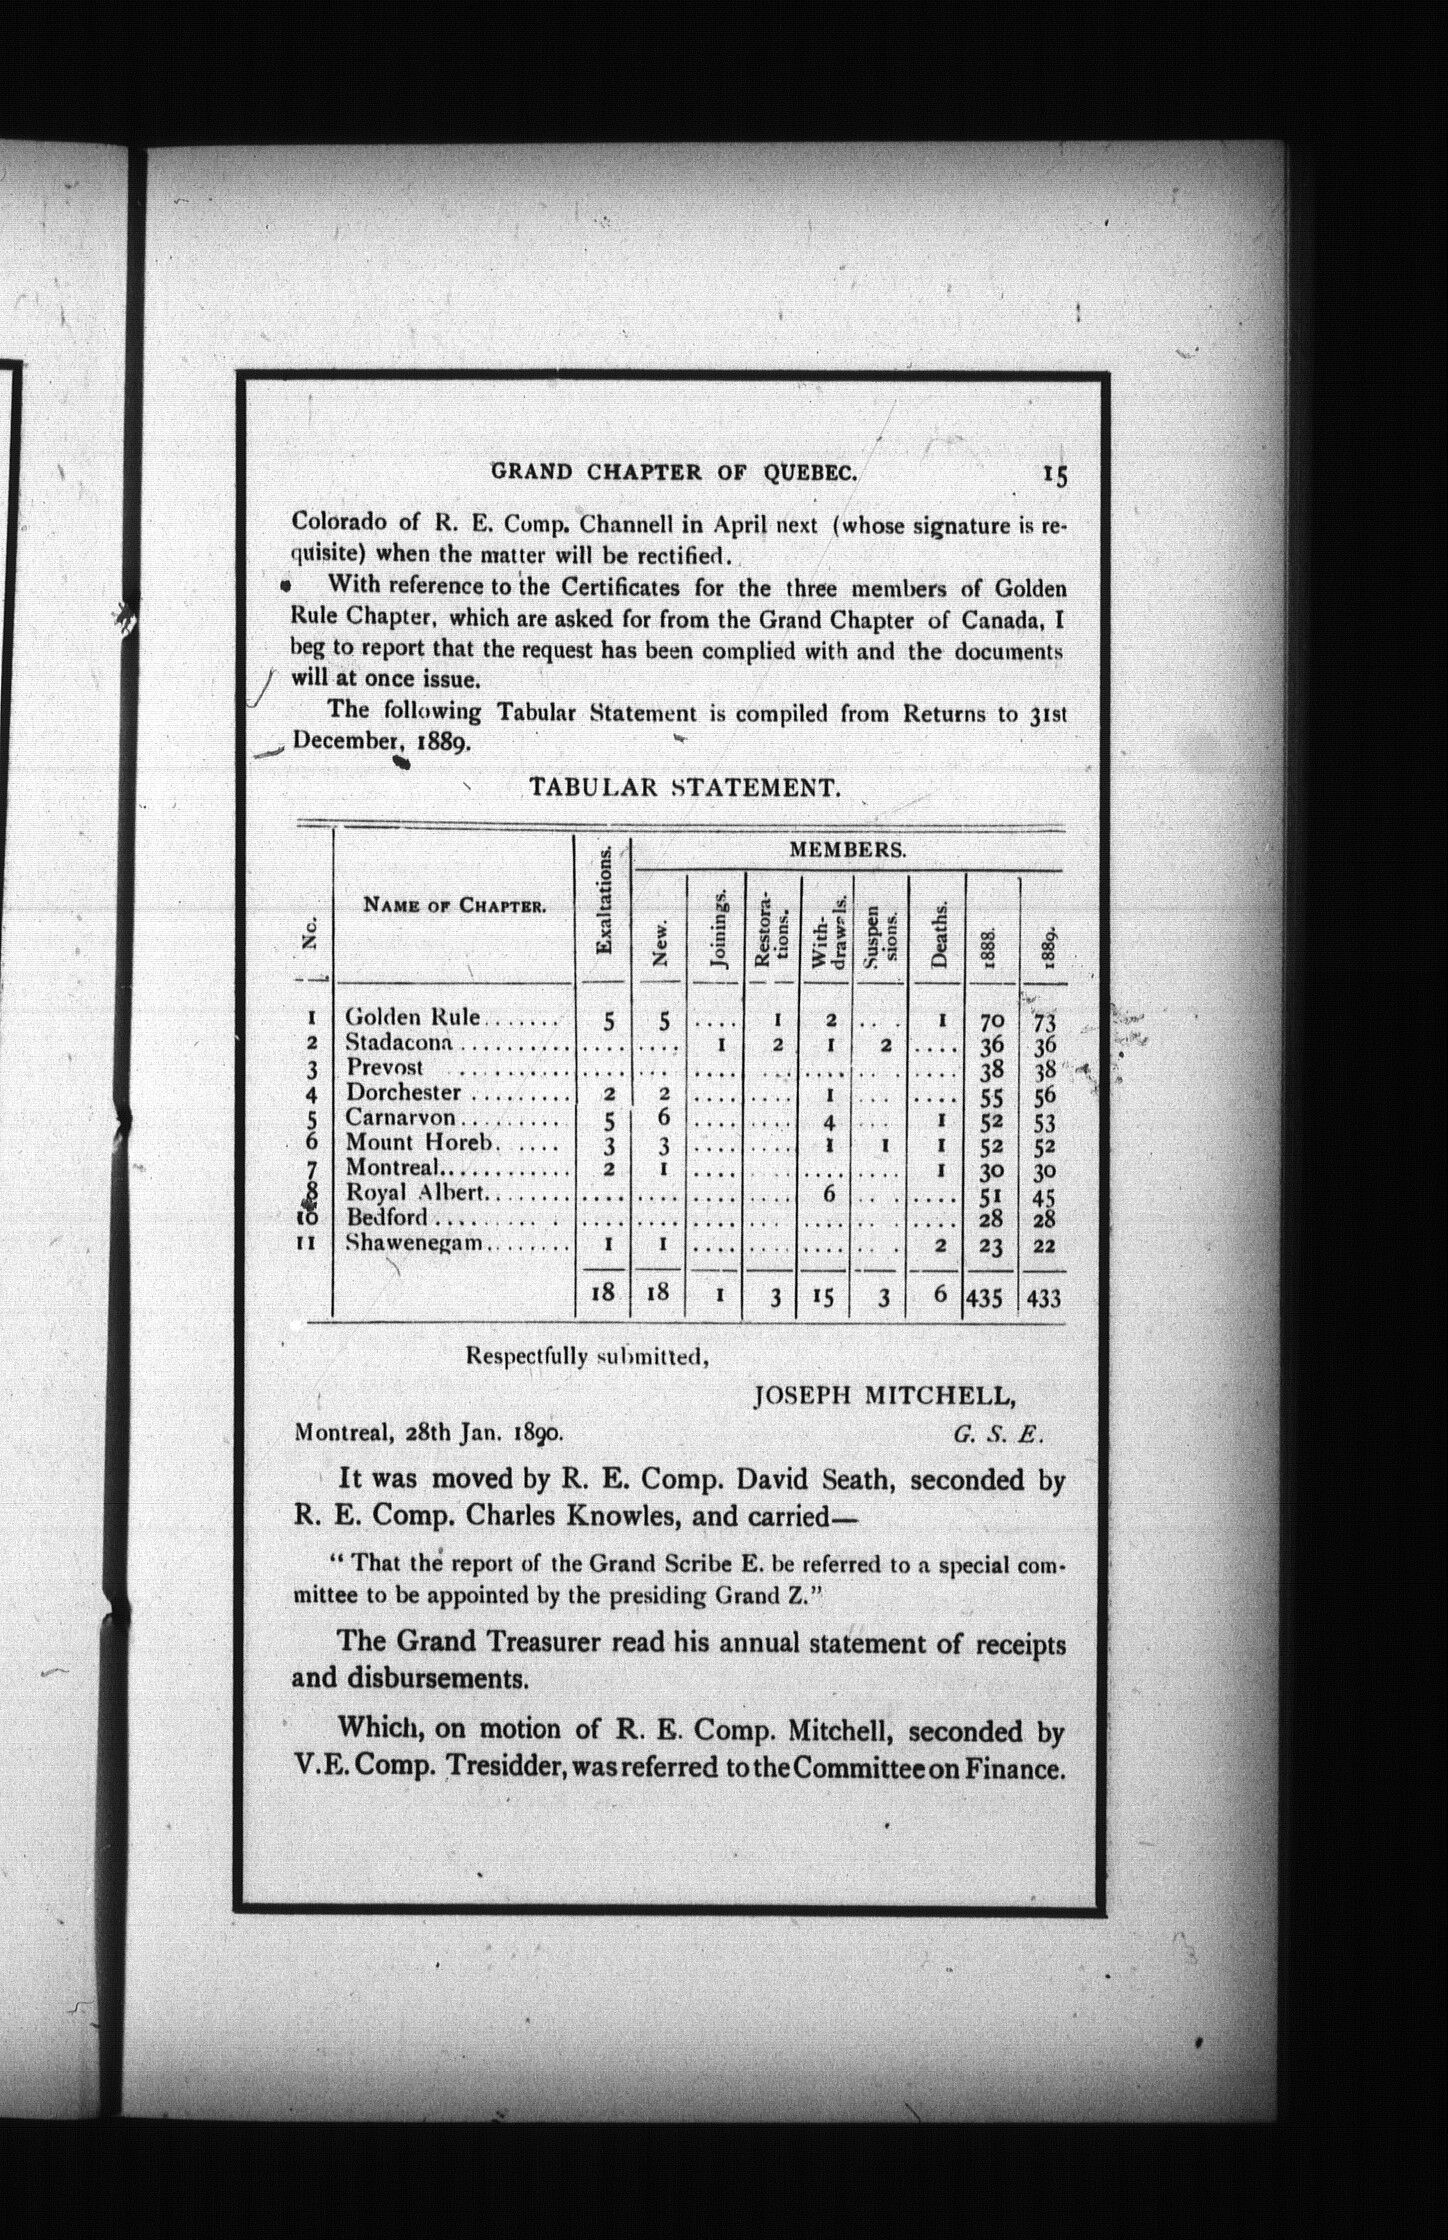 GRAND CHAPTER OF QUEBEC. 15
Colorado of R. E. Comp. Channell in April next (whose signature is re-
quisite) when the matter will be rectified.
With reference to the Certificates for the three members of Golden
Rule Chapter, which are asked for from the Grand Chapter of Canada, I
beg to report that the request has been complied with and the documents
will at once issue.
The following Tabular Statement is compiled from Returns to 31st
December, 1889.
TABULAR STATEMENT.
MEMBERS.
No. NAME OF CHAPTER. Exaltations. New. Joinings. Restora-tions. With-drawals. Suspen sions. Deaths. 1888. 1889.
1 Golden Rule....... 5 5 .... 1 2 .... 1 70 73
2 Stadacona.......... .... .... 1 2 1 2 .... 36 36
3 Prevost .......... .... .... .... .... .... .... .... 38 38
4 Dorchester ......... 2 2 .... .... 1 ... .... 55 56
5 Carnarvon......... 5 6 .... .... 4 ... 1 52 53
6 Mount Horeb...... 3 3 .... .... 1 1 1 52 52
7 Montreal............ 2 1 .... .... .... .... 1 30 30
8 Royal Albert........ .... .... .... .... 6 .... .... 51 45
10 Bedford........... .... .... .... .... .... .... .... 28 28
11 Shawenegam........ 1 1 .... .... .... .... 2 23 22
18 18 1 3 15 3 6 435 433
Respectfully submitted,
JOSEPH MITCHELL,
Montreal, 28th Jan. 1890. G. S. E.
It was moved by R. E. Comp. David Seath, seconded by
R. E. Comp. Charles Knowles, and carried—
“ That the report of the Grand Scribe E. be referred to a special com-
mittee to be appointed by the presiding Grand Z.”
The Grand Treasurer read his annual statement of receipts
and disbursements.
Which, on motion of R. E. Comp. Mitchell, seconded by
V.E. Comp. Tresidder, was referred to the Committee on Finance.